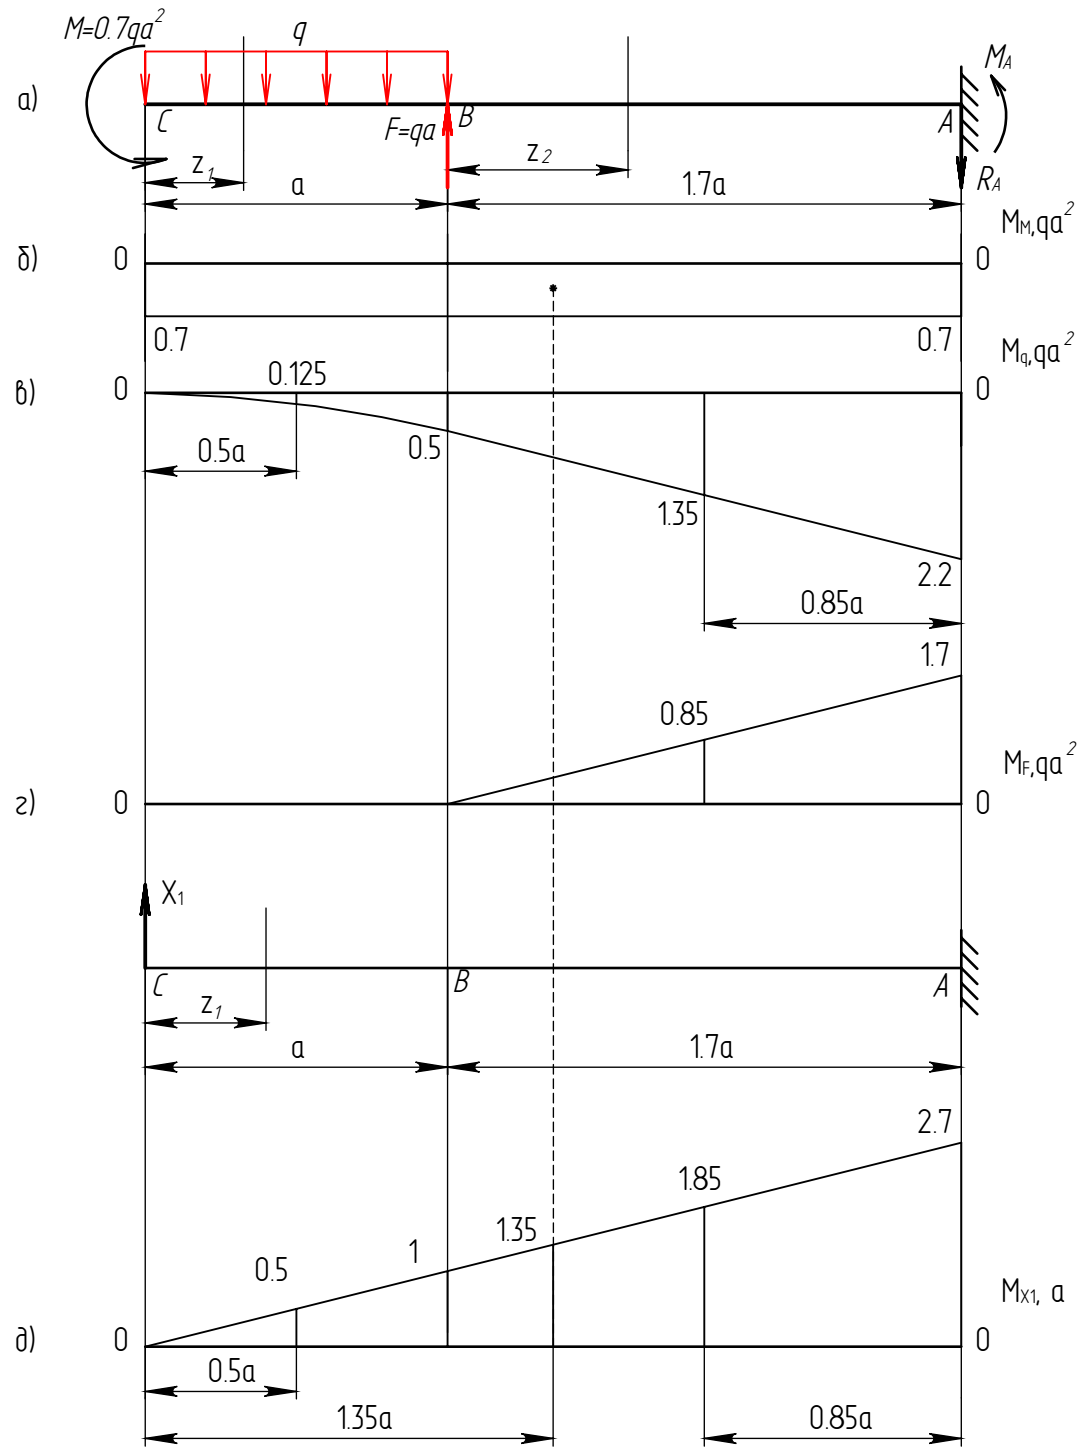 M=0.7qa²
q
M_A
а)
C
F=qa
B
A
z₁
z₂
R_A
a
1.7a
M_M,qa²
б)
0
0
0.7
0.7
M_q,qa²
в)
0
0.125
0
0.5a
0.5
1.35
2.2
0.85a
1.7
0.85
M_F,qa²
г)
0
0
X₁
C
B
A
z₁
a
1.7a
2.7
1.85
1.35
1
0.5
M_X1, a
д)
0
0
0.5a
1.35a
0.85a